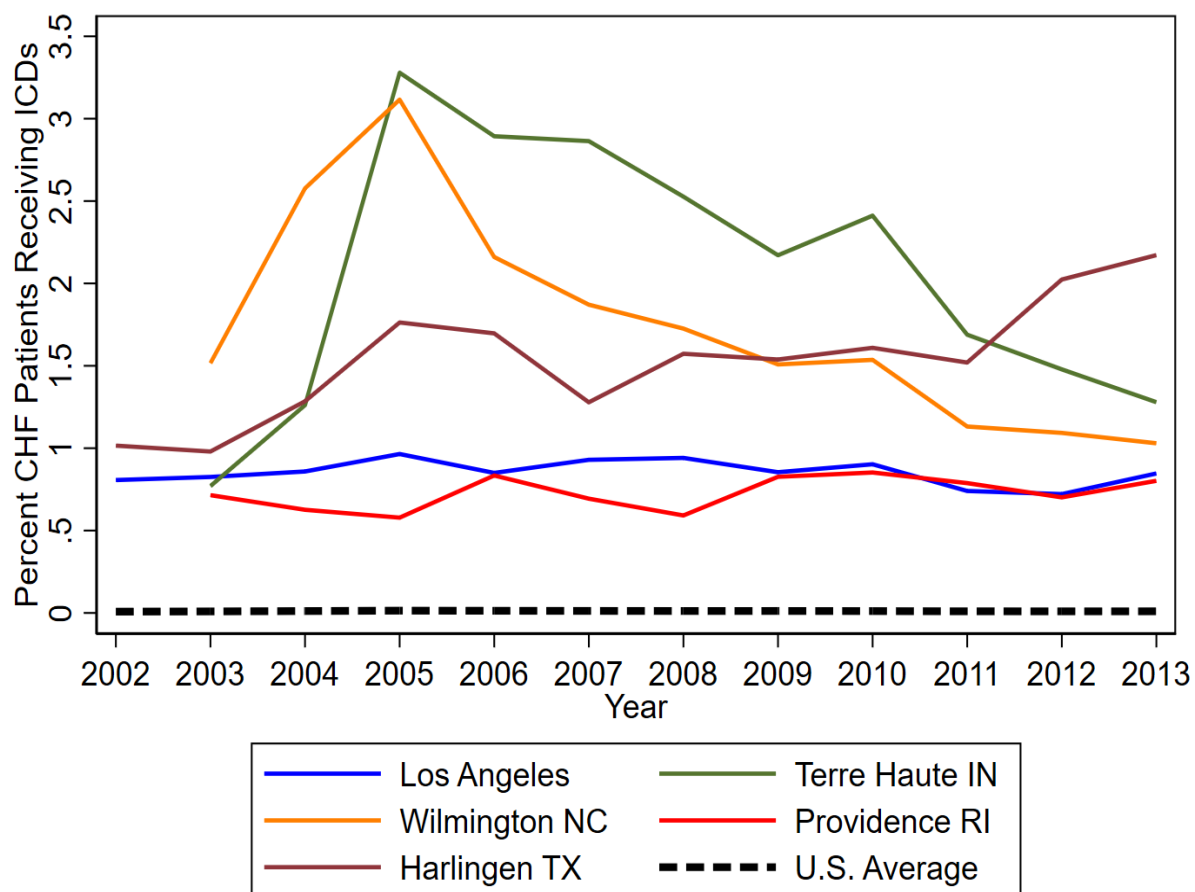 Percent CHF Patients Receiving ICDs
3.5
3
2.5
2
1.5
1
.5
0
2002 2003 2004 2005 2006 2007 2008 2009 2010 2011 2012 2013
Year
Los Angeles Terre Haute IN
Wilmington NC Providence RI
Harlingen TX U.S. Average